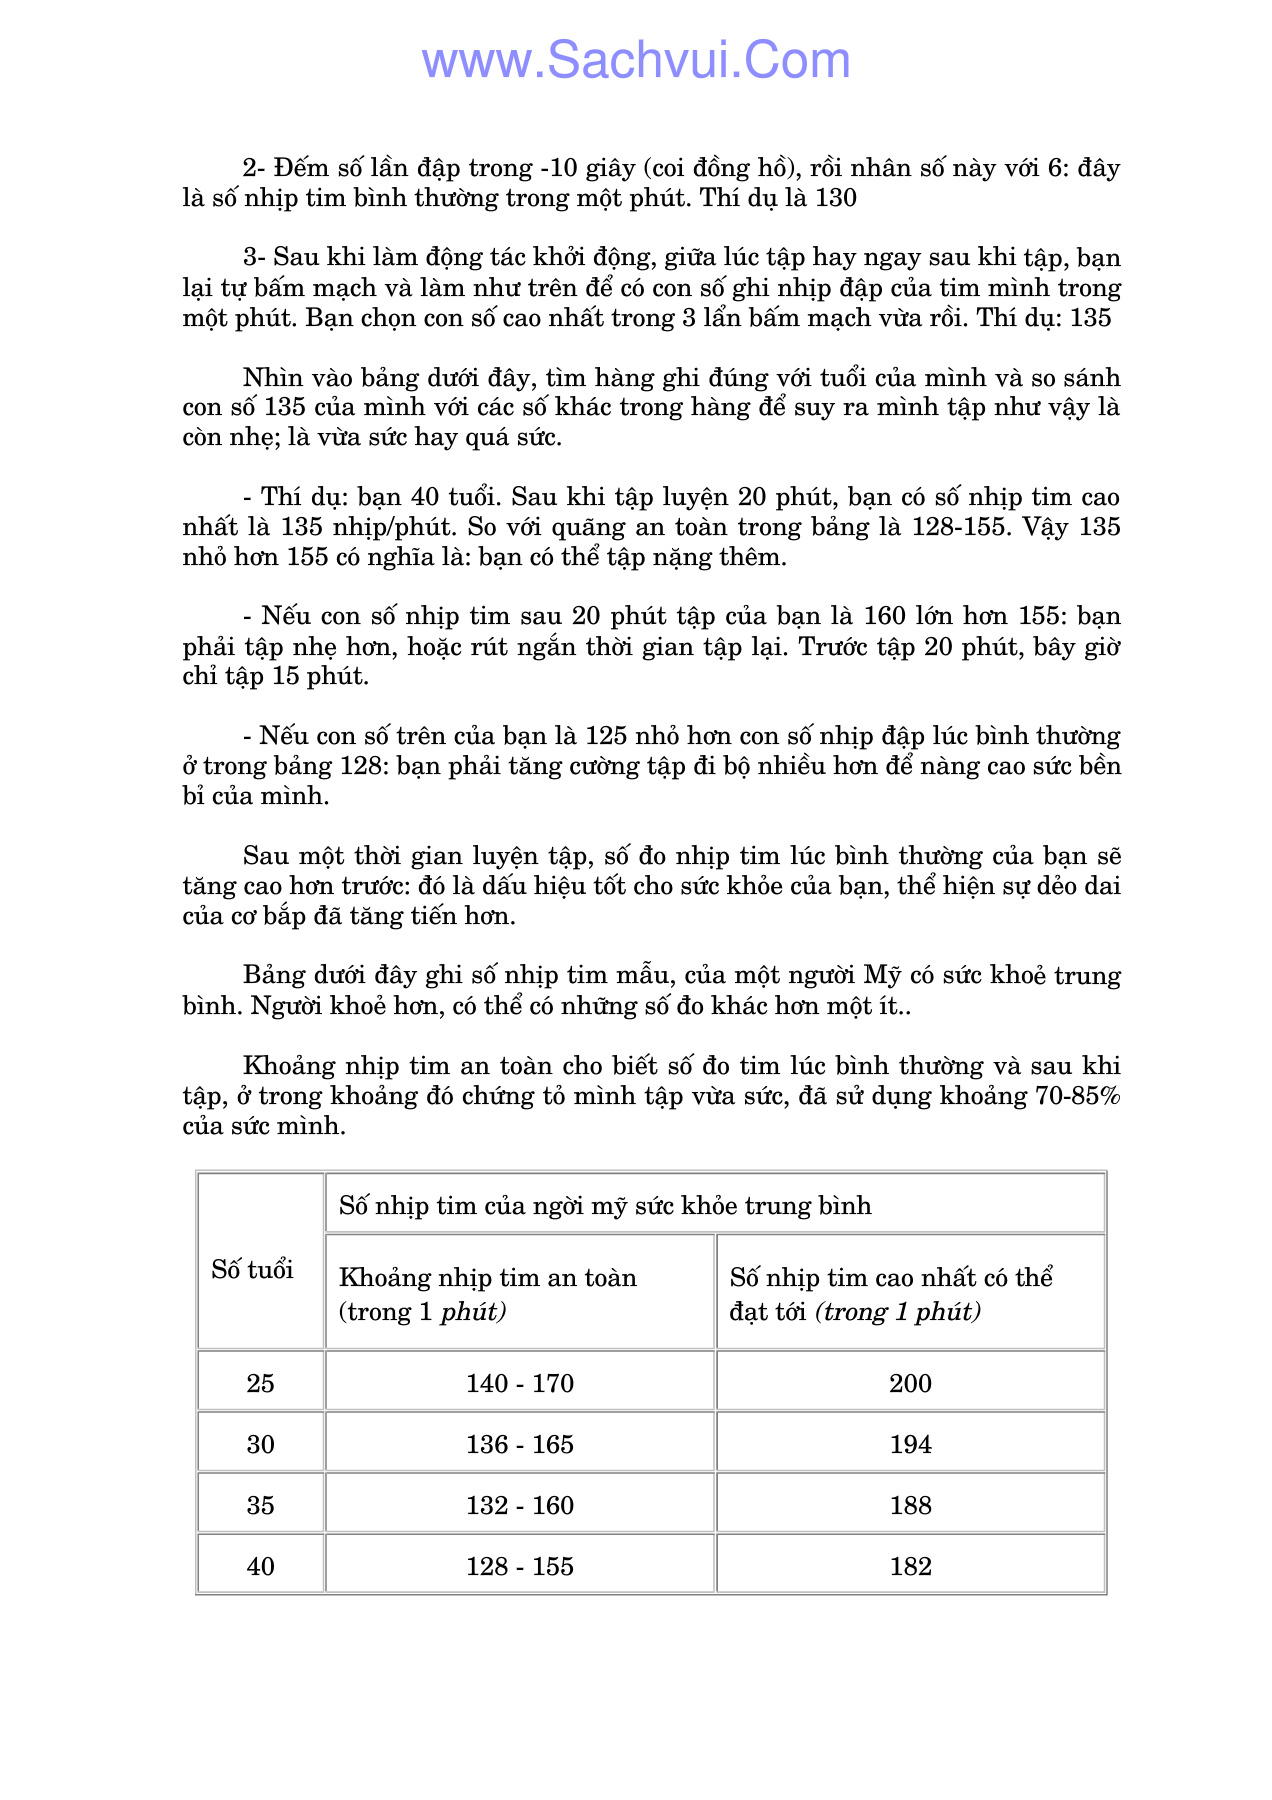 www.Sachvui.Com
2- Đếm số lần đập trong -10 giây (coi đồng hồ), rồi nhân số này với 6: đây
là số nhịp tim bình thường trong một phút. Thí dụ là 130
3- Sau khi làm động tác khởi động, giữa lúc tập hay ngay sau khi tập, bạn
lại tự bấm mạch và làm như trên để có con số ghi nhịp đập của tim mình trong
một phút. Bạn chọn con số cao nhất trong 3 lẩn bấm mạch vừa rồi. Thí dụ: 135
Nhìn vào bảng dưới đây, tìm hàng ghi đúng với tuổi của mình và so sánh
con số 135 của mình với các số khác trong hàng để suy ra mình tập như vậy là
còn nhẹ; là vừa sức hay quá sức.
- Thí dụ: bạn 40 tuổi. Sau khi tập luyện 20 phút, bạn có số nhịp tim cao
nhất là 135 nhịp/phút. So với quãng an toàn trong bảng là 128-155. Vậy 135
nhỏ hơn 155 có nghĩa là: bạn có thể tập nặng thêm.
- Nếu con số nhịp tim sau 20 phút tập của bạn là 160 lớn hơn 155: bạn
phải tập nhẹ hơn, hoặc rút ngắn thời gian tập lại. Trước tập 20 phút, bây giờ
chỉ tập 15 phút.
- Nếu con số trên của bạn là 125 nhỏ hơn con số nhịp đập lúc bình thường
ở trong bảng 128: bạn phải tăng cường tập đi bộ nhiều hơn để nàng cao sức bền
bỉ của mình.
Sau một thời gian luyện tập, số đo nhịp tim lúc bình thường của bạn sẽ
tăng cao hơn trước: đó là dấu hiệu tốt cho sức khỏe của bạn, thể hiện sự dẻo dai
của cơ bắp đã tăng tiến hơn.
Bảng dưới đây ghi số nhịp tim mẫu, của một người Mỹ có sức khoẻ trung
bình. Người khoẻ hơn, có thể có những số đo khác hơn một ít..
Khoảng nhịp tim an toàn cho biết số đo tim lúc bình thường và sau khi
tập, ở trong khoảng đó chứng tỏ mình tập vừa sức, đã sử dụng khoảng 70-85%
của sức mình.
Số nhịp tim của ngời mỹ sức khỏe trung bình
Số tuổi
Khoảng nhịp tim an toàn
(trong 1 phút)
Số nhịp tim cao nhất có thể
đạt tới (trong 1 phút)
25 140 - 170 200
30 136 - 165 194
35 132 - 160 188
40 128 - 155 182